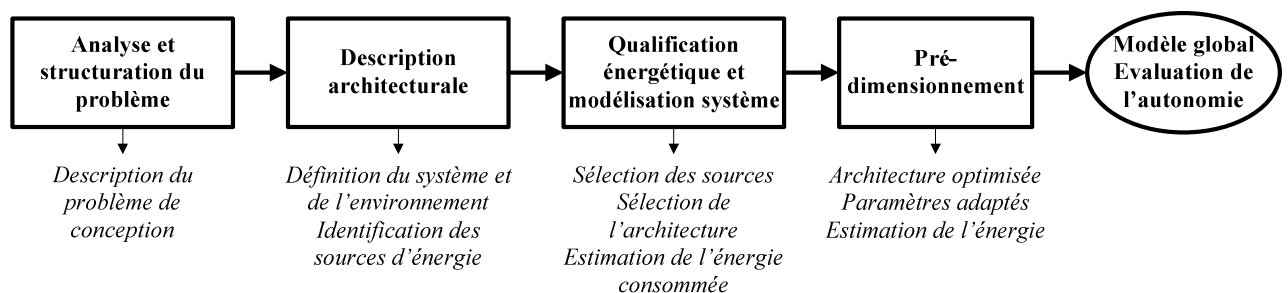 Analyse et
structuration du
problème
Description
architecturale
Qualification
énergétique et
modélisation système
Pré-
dimensionnement
Modèle global
Evaluation de
l'autonomie
Description du
problème de
conception
Définition du système et
de l'environnement
Identification des
sources d'énergie
Sélection des sources
Sélection de
l'architecture
Estimation de l'énergie
consommée
Architecture optimisée
Paramètres adaptés
Estimation de l'énergie